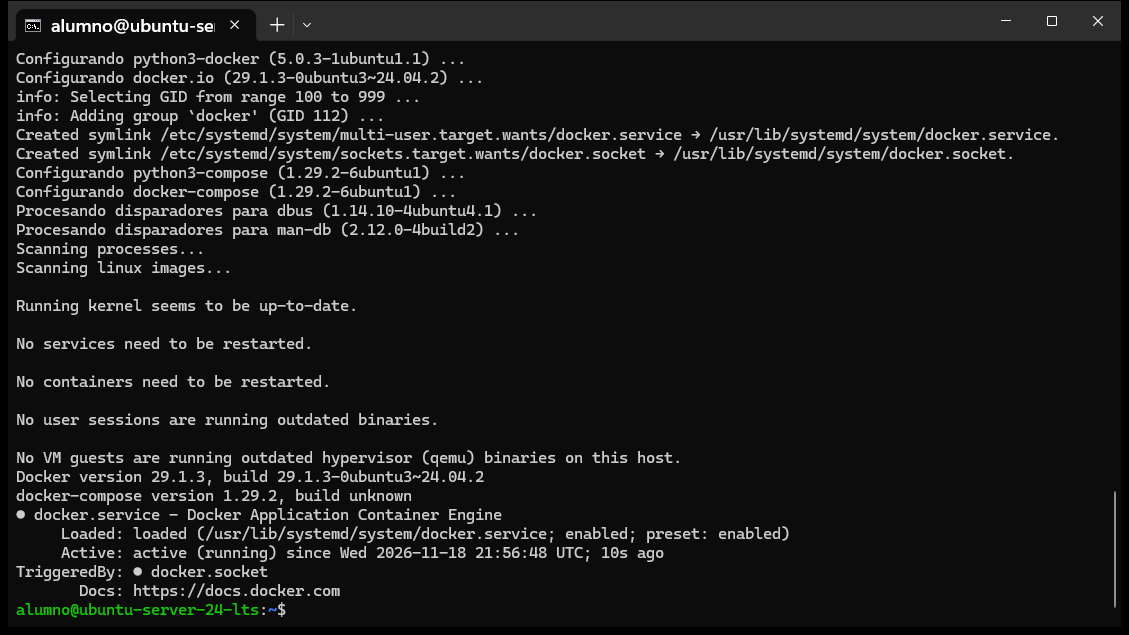 alumno@ubuntu-se
Configurando python3-docker (5.0.3-1ubuntu1.1) ...
Configurando docker.io (29.1.3-0ubuntu3~24.04.2) ...
info: Selecting GID from range 100 to 999 ...
info: Adding group `docker' (GID 112) ...
Created symlink /etc/systemd/system/multi-user.target.wants/docker.service → /usr/lib/systemd/system/docker.service.
Created symlink /etc/systemd/system/sockets.target.wants/docker.socket → /usr/lib/systemd/system/docker.socket.
Configurando python3-compose (1.29.2-6ubuntu1) ...
Configurando docker-compose (1.29.2-6ubuntu1) ...
Procesando disparadores para dbus (1.14.10-4ubuntu4.1) ...
Procesando disparadores para man-db (2.12.0-4build2) ...
Scanning processes...
Scanning linux images...
Running kernel seems to be up-to-date.
No services need to be restarted.
No containers need to be restarted.
No user sessions are running outdated binaries.
No VM guests are running outdated hypervisor (qemu) binaries on this host.
Docker version 29.1.3, build 29.1.3-0ubuntu3~24.04.2
docker-compose version 1.29.2, build unknown
● docker.service - Docker Application Container Engine
     Loaded: loaded (/usr/lib/systemd/system/docker.service; enabled; preset: enabled)
     Active: active (running) since Wed 2026-11-18 21:56:48 UTC; 10s ago
TriggeredBy: ● docker.socket
       Docs: https://docs.docker.com
alumno@ubuntu-server-24-lts:~$